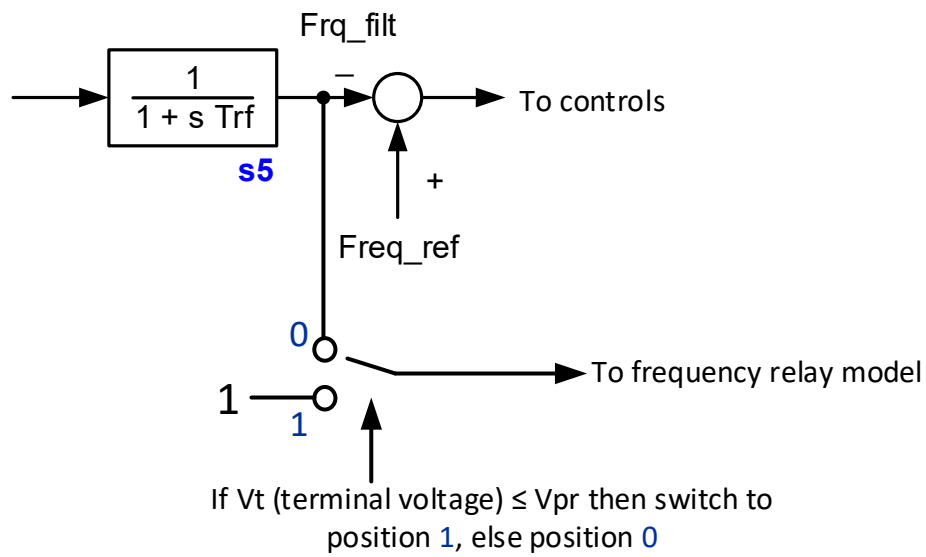 Frq_filt
1
1 + s Trf
–
To controls
s5
+
Freq_ref
0
To frequency relay model
1
1
If Vt (terminal voltage) ≤ Vpr then switch to
position 1, else position 0